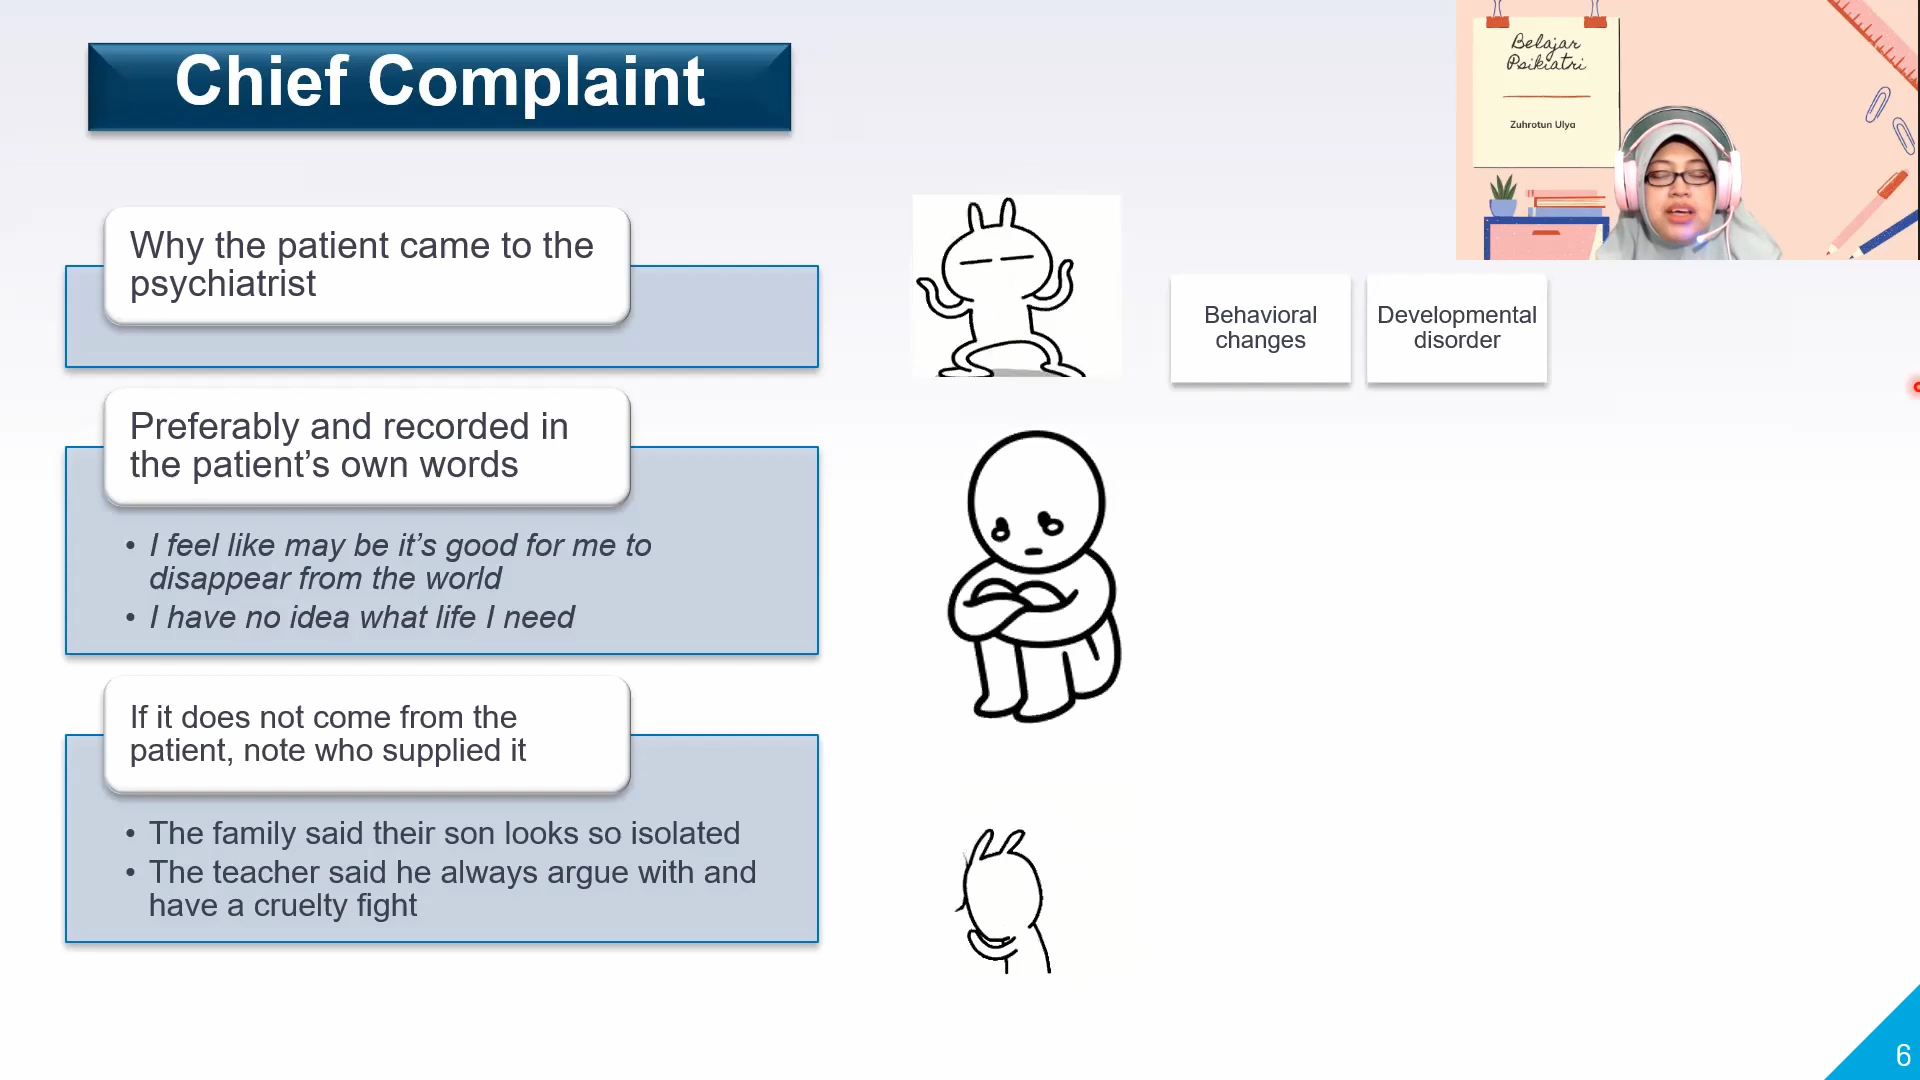 Chief Complaint
Belajar
Psikiatri
Zuhrotun Ulya
Why the patient came to the
psychiatrist
Behavioral
changes
Developmental
disorder
Preferably and recorded in
the patient’s own words
• I feel like may be it’s good for me to
disappear from the world
• I have no idea what life I need
If it does not come from the
patient, note who supplied it
• The family said their son looks so isolated
• The teacher said he always argue with and
have a cruelty fight
6